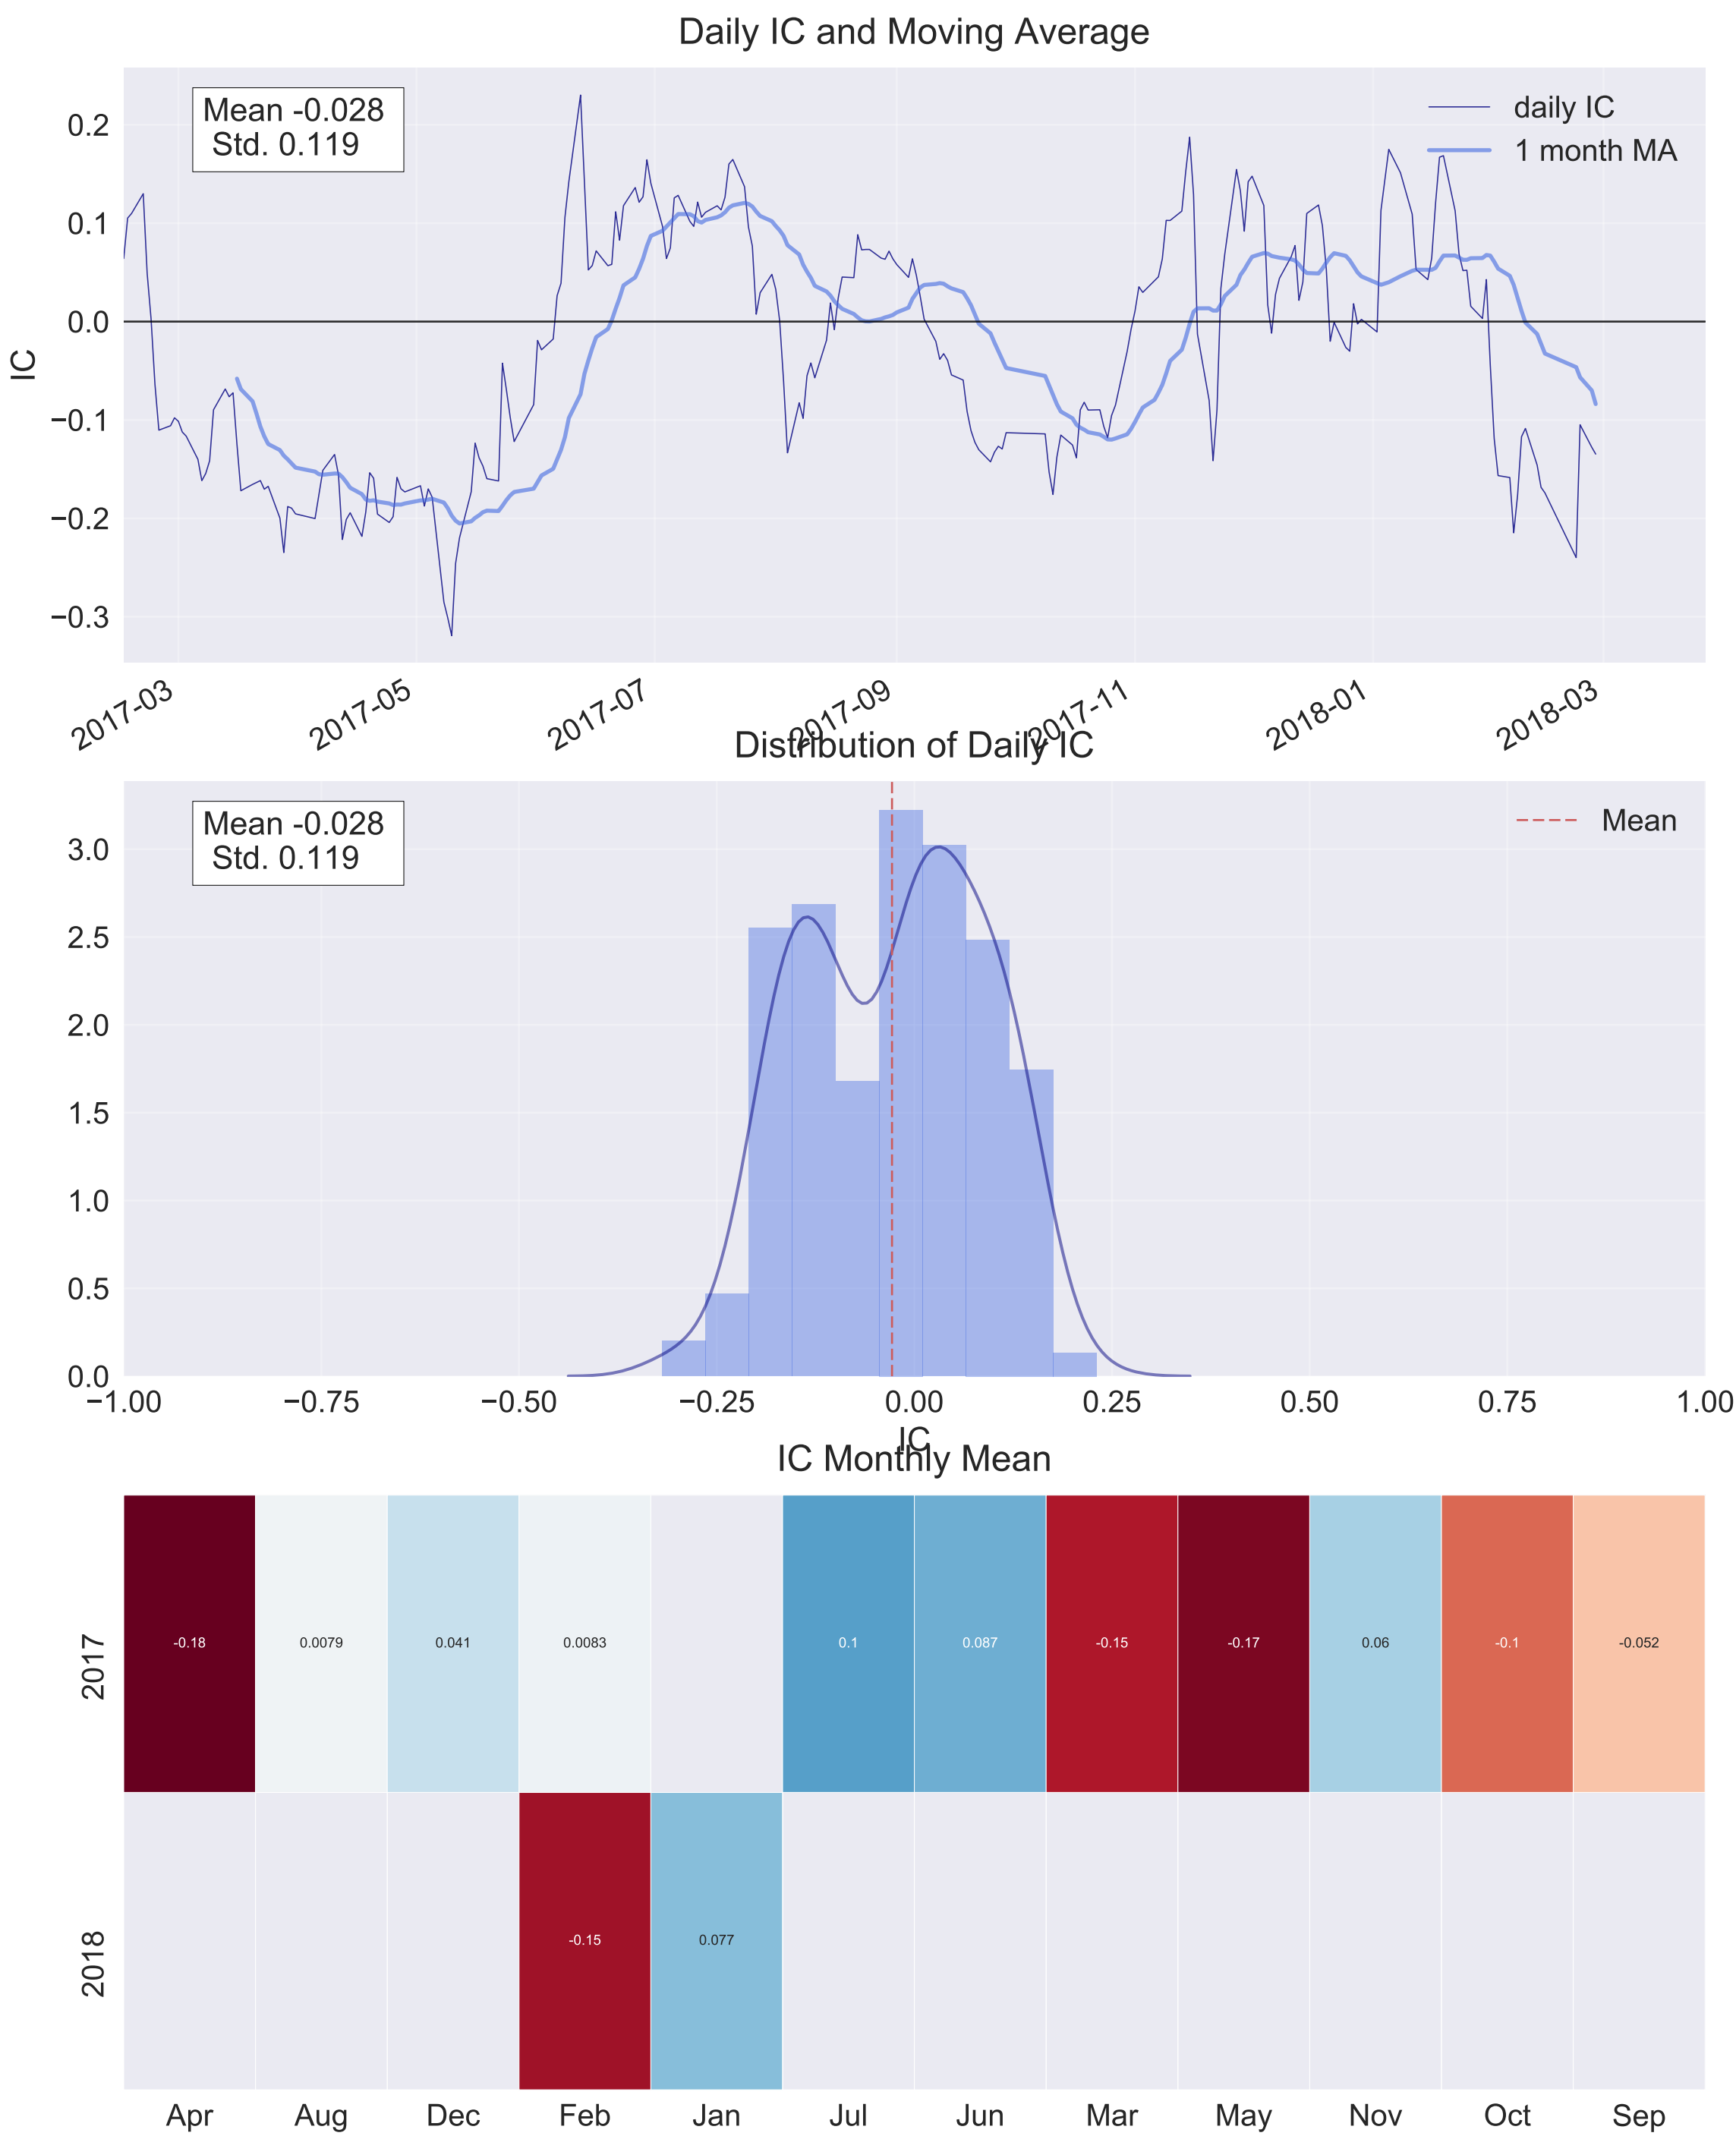 Daily IC and Moving Average
Mean -0.028
Std. 0.119
daily IC
1 month MA
0.2
0.1
0.0
−0.1
−0.2
−0.3
IC
2017-03
2017-05
2017-07
2017-09
2017-11
2018-01
2018-03
Distribution of Daily IC
Mean -0.028
Std. 0.119
Mean
3.0
2.5
2.0
1.5
1.0
0.5
0.0
−1.00 −0.75 −0.50 −0.25 0.00 0.25 0.50 0.75 1.00
IC
IC Monthly Mean
2017
-0.18 0.0079 0.041 0.0083 0.1 0.087 -0.15 -0.17 0.06 -0.1 -0.052
2018
-0.15 0.077
Apr Aug Dec Feb Jan Jul Jun Mar May Nov Oct Sep